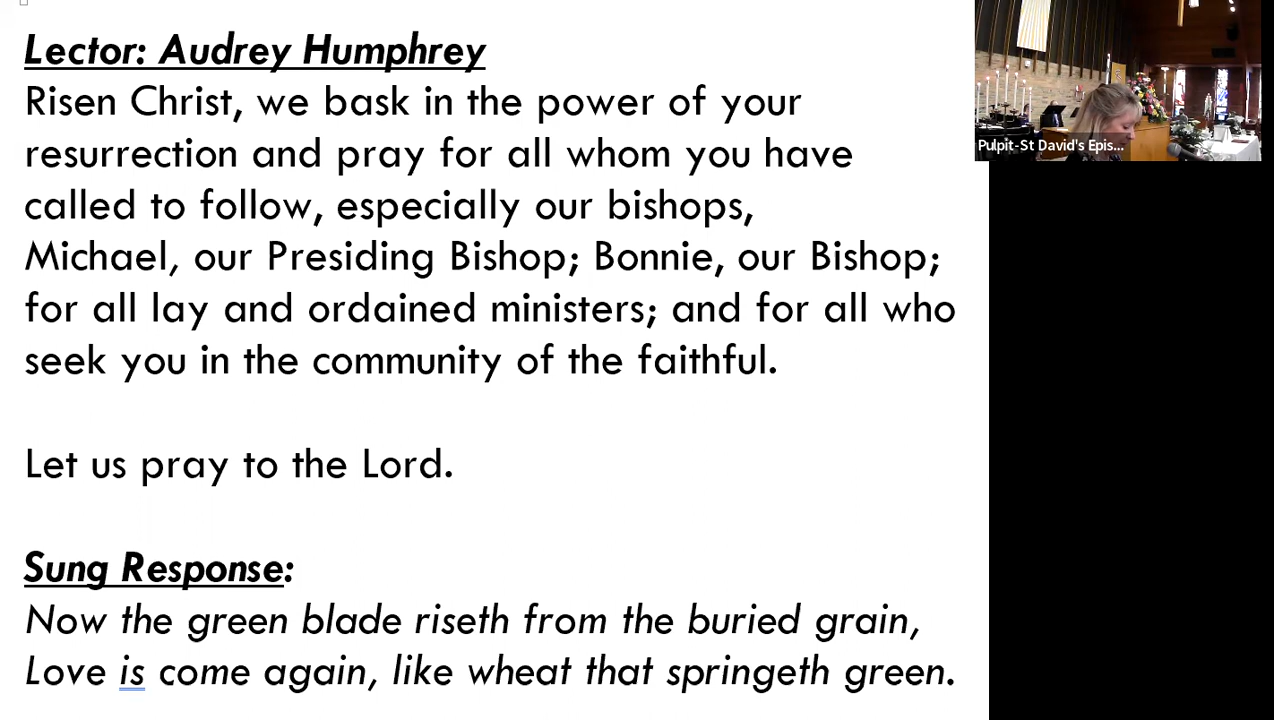 Lector: Audrey Humphrey
Risen Christ, we bask in the power of your
resurrection and pray for all whom you have
called to follow, especially our bishops,
Michael, our Presiding Bishop; Bonnie, our Bishop;
for all lay and ordained ministers; and for all who
seek you in the community of the faithful.
Let us pray to the Lord.
Sung Response:
Now the green blade riseth from the buried grain,
Love is come again, like wheat that springeth green.
Pulpit-St David's Epis...